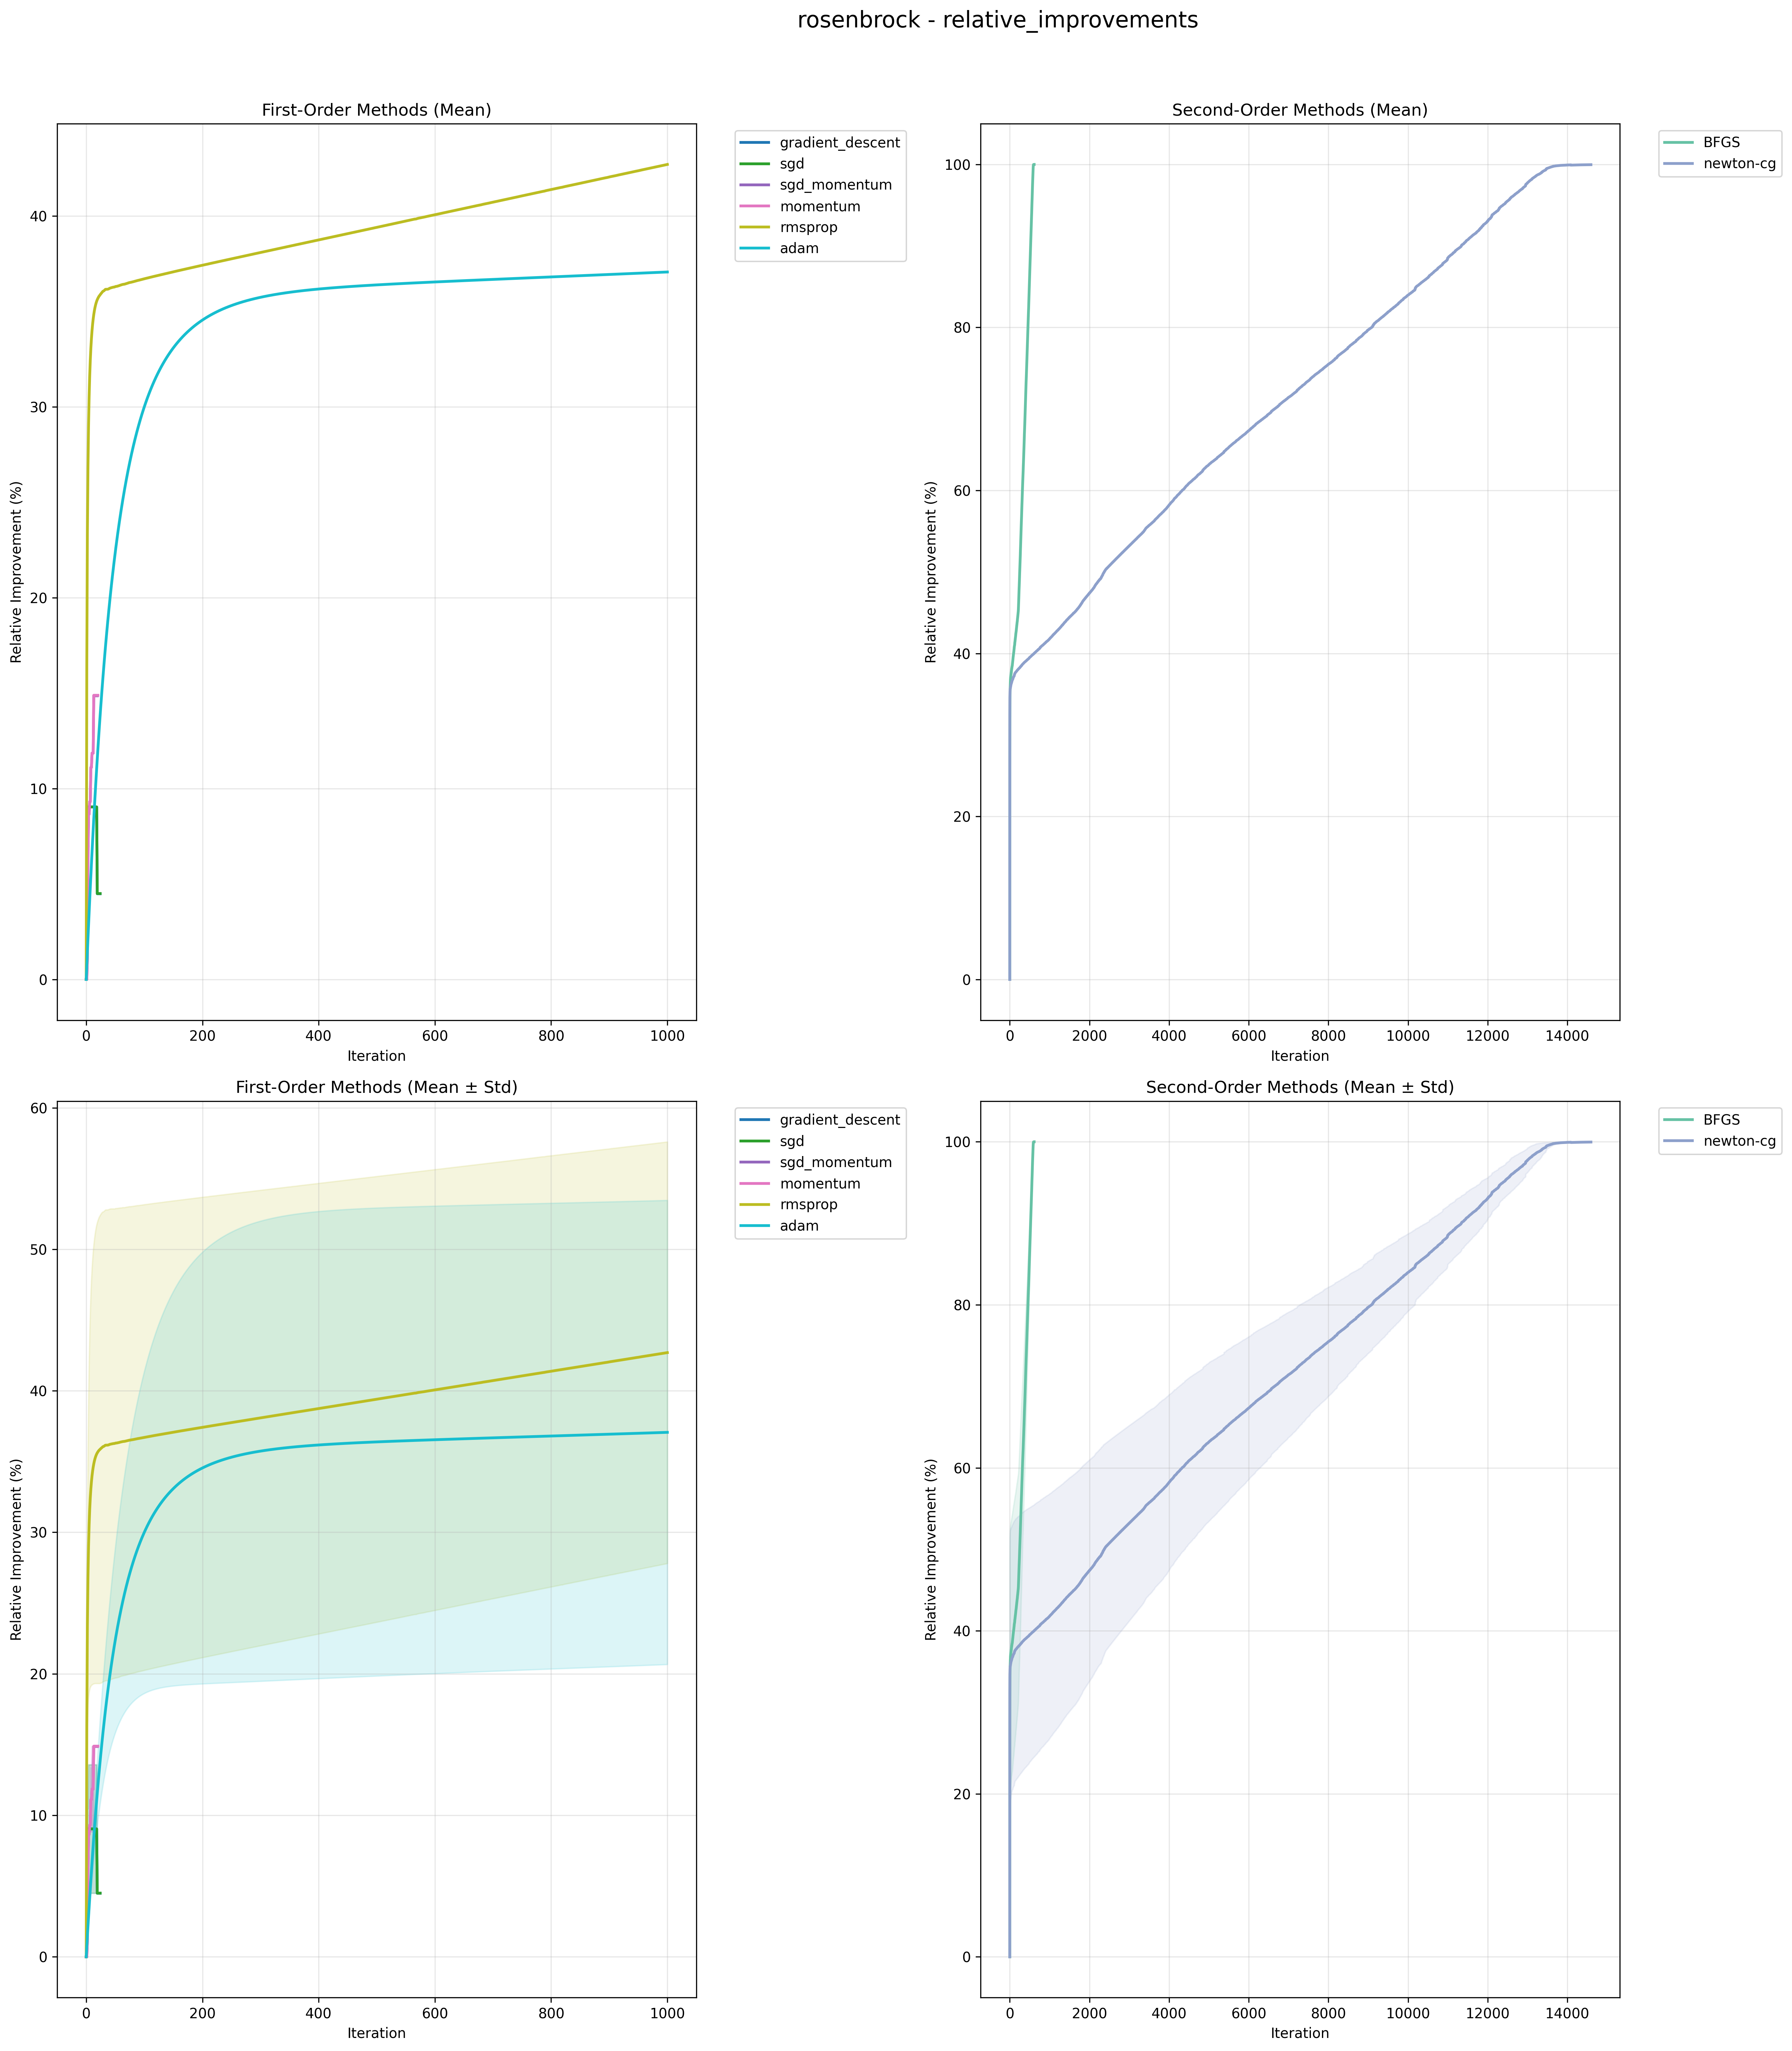 rosenbrock - relative_improvements
First-Order Methods (Mean)
Relative Improvement (%)
40
30
20
10
0
0 200 400 600 800 1000
Iteration
gradient_descent
sgd
sgd_momentum
momentum
rmsprop
adam
Second-Order Methods (Mean)
Relative Improvement (%)
100
80
60
40
20
0
0 2000 4000 6000 8000 10000 12000 14000
Iteration
BFGS
newton-cg
First-Order Methods (Mean ± Std)
Relative Improvement (%)
60
50
40
30
20
10
0
0 200 400 600 800 1000
Iteration
gradient_descent
sgd
sgd_momentum
momentum
rmsprop
adam
Second-Order Methods (Mean ± Std)
Relative Improvement (%)
100
80
60
40
20
0
0 2000 4000 6000 8000 10000 12000 14000
Iteration
BFGS
newton-cg